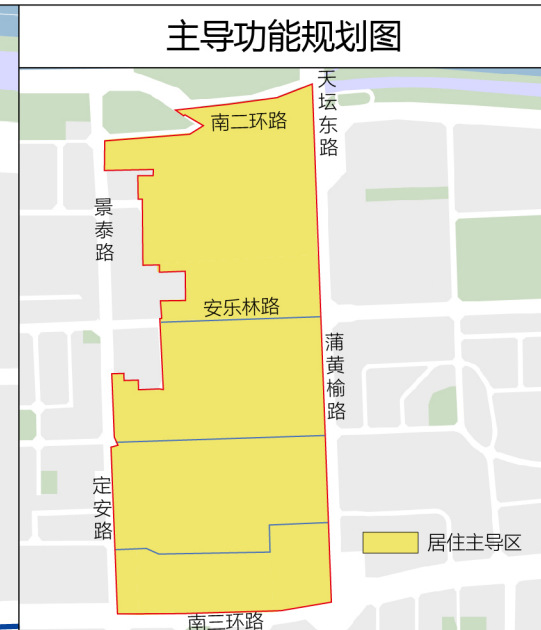 主导功能规划图
天坛东路
南二环路
景泰路
安乐林路
蒲黄榆路
定安路
居住主导区
南三环路